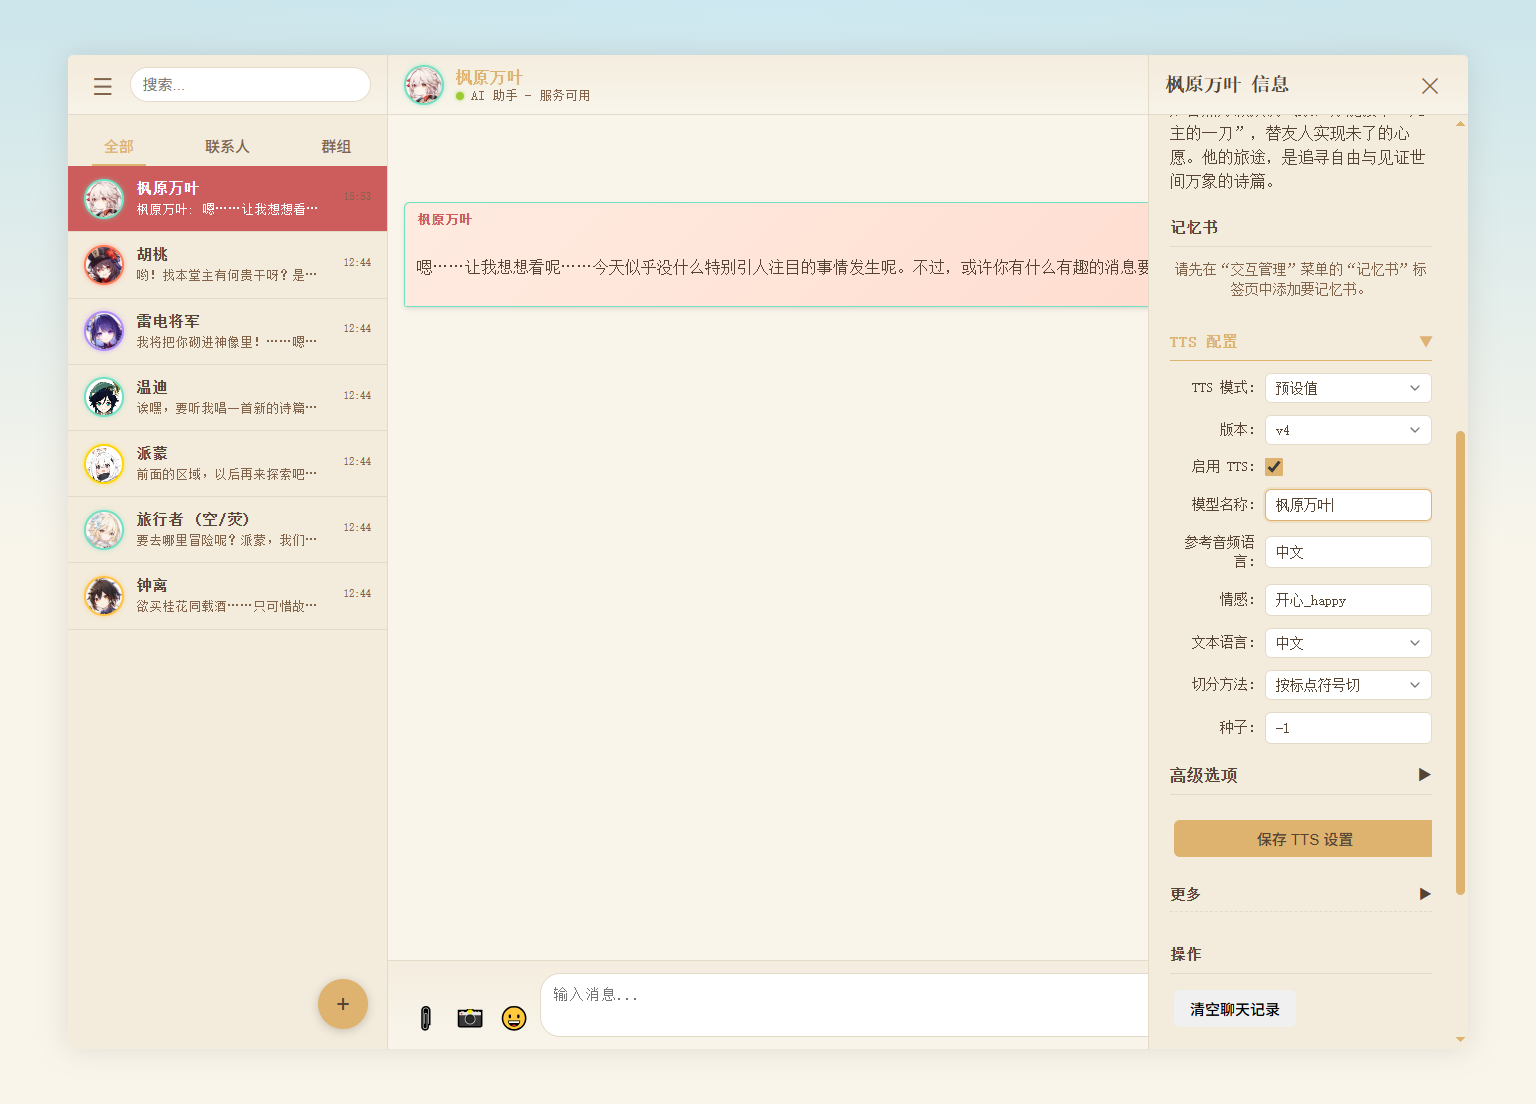 搜索...
全部
联系人
群组
枫原万叶
15:53
枫原万叶: 嗯······让我想想看···
胡桃
12:44
哟! 找本堂主有何贵干呀? 是···
雷电将军
12:44
我将把你砌进神像里! ······嗯···
温迪
12:44
诶嘿, 要听我唱一首新的诗篇···
派蒙
12:44
前面的区域, 以后再来探索吧···
旅行者 (空/荧)
12:44
要去哪里冒险呢? 派蒙, 我们···
钟离
12:44
欲买桂花同载酒······只可惜故···
+
枫原万叶
AI 助手 - 服务可用
枫原万叶
嗯······让我想想看呢······今天似乎没什么特别引人注目的事情发生呢。不过, 或许你有什么有趣的消息要
输入消息...
枫原万叶 信息
主的一刀”, 替友人实现未了的心
愿。他的旅途, 是追寻自由与见证世
间万象的诗篇。
记忆书
请先在“交互管理”菜单的“记忆书”标
签页中添加要记忆书。
TTS 配置
TTS 模式:
预设值
版本:
v4
启用 TTS:
模型名称:
枫原万叶
参考音频语
言:
中文
情感:
开心_happy
文本语言:
中文
切分方法:
按标点符号切
种子:
-1
高级选项
保存 TTS 设置
更多
操作
清空聊天记录